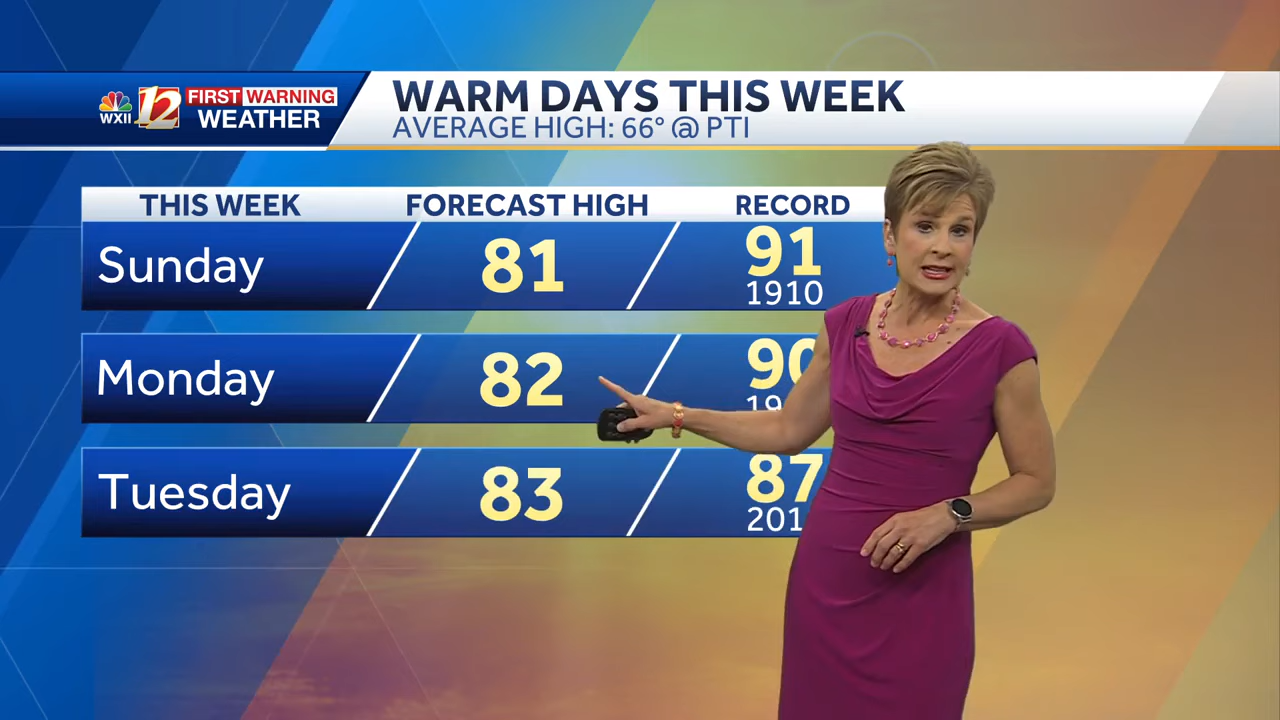 WXII 12 FIRST WARNING
WEATHER
WARM DAYS THIS WEEK
AVERAGE HIGH: 66° @ PTI
THIS WEEK FORECAST HIGH RECORD
Sunday 81 91
1910
Monday 82 90
Tuesday 83 87